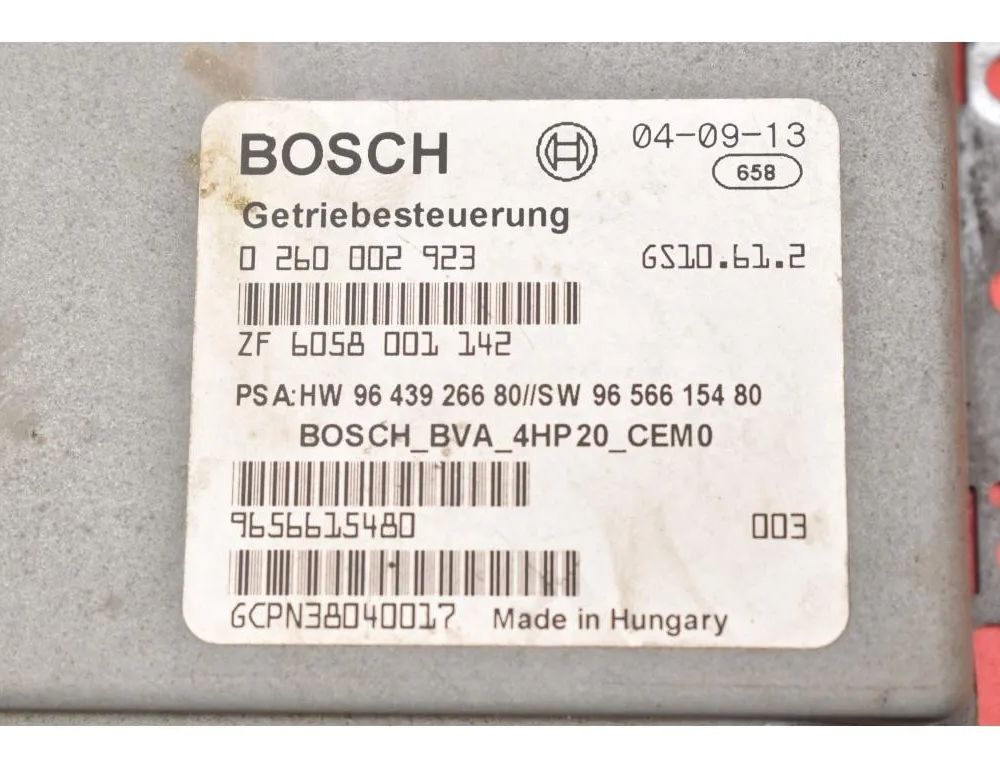 BOSCH 04-09-13
658
Getriebesteuerung
0 260 002 923 GS10.61.2
ZF 6058 001 142
PSA:HW 96 439 266 80//SW 96 566 154 80
BOSCH_BVA_4HP20_CEM0
9656615480 003
GCPN38040017 Made in Hungary